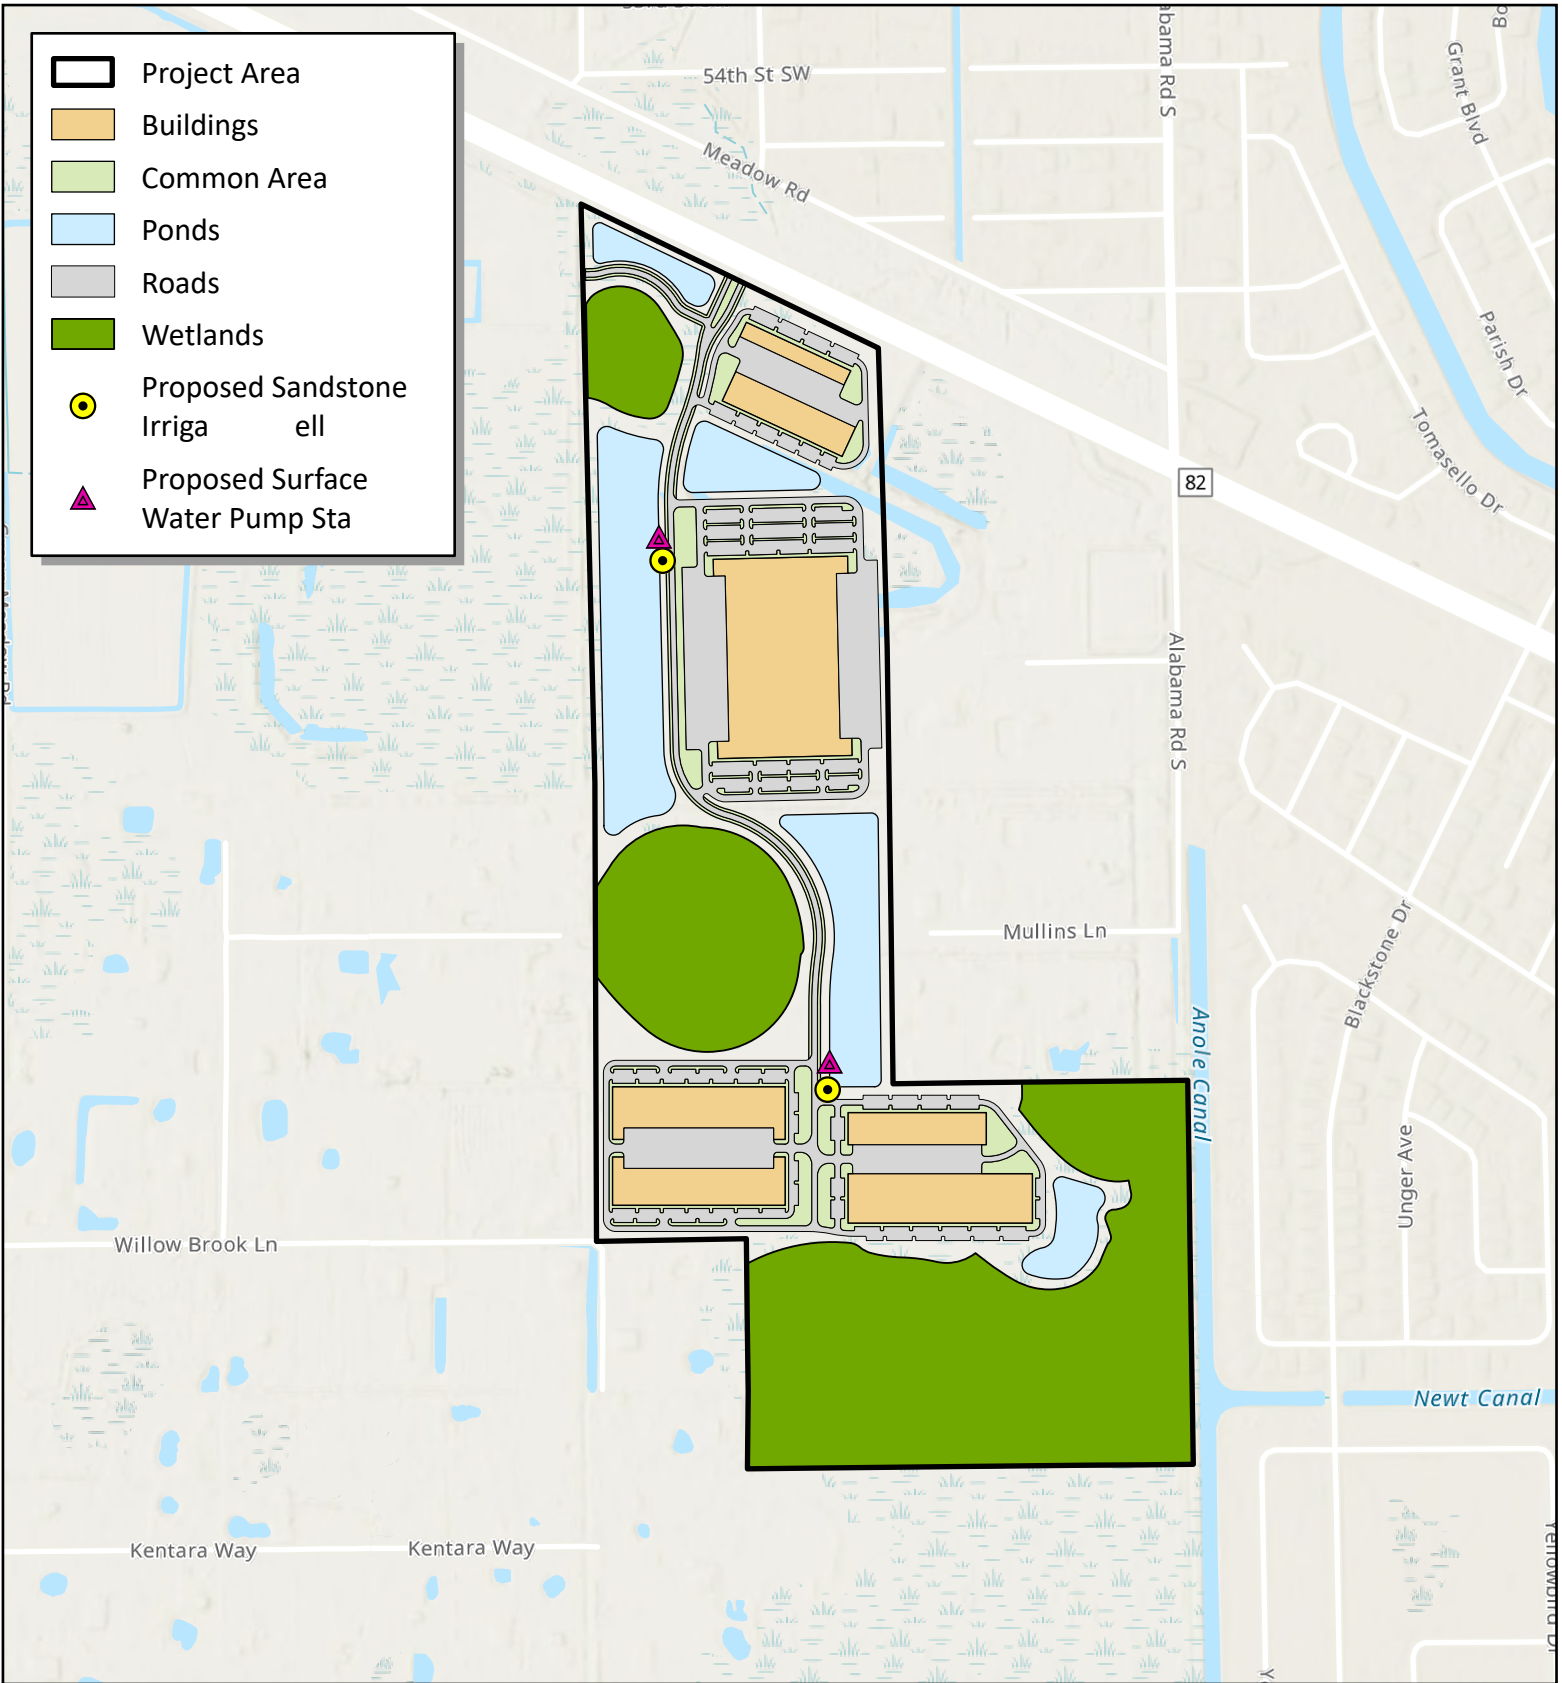 54th St SW
Meadow Rd
Alabama Rd S
Grant Blvd
Parish Dr
Tomasello Dr
82
Project Area
Buildings
Common Area
Ponds
Roads
Wetlands
Proposed Sandstone
Irriga ell
Proposed Surface
Water Pump Sta
Alabama Rd S
Mullins Ln
Blackstone Dr
Anole Canal
Unger Ave
Willow Brook Ln
Newt Canal
Kentara Way
Kentara Way